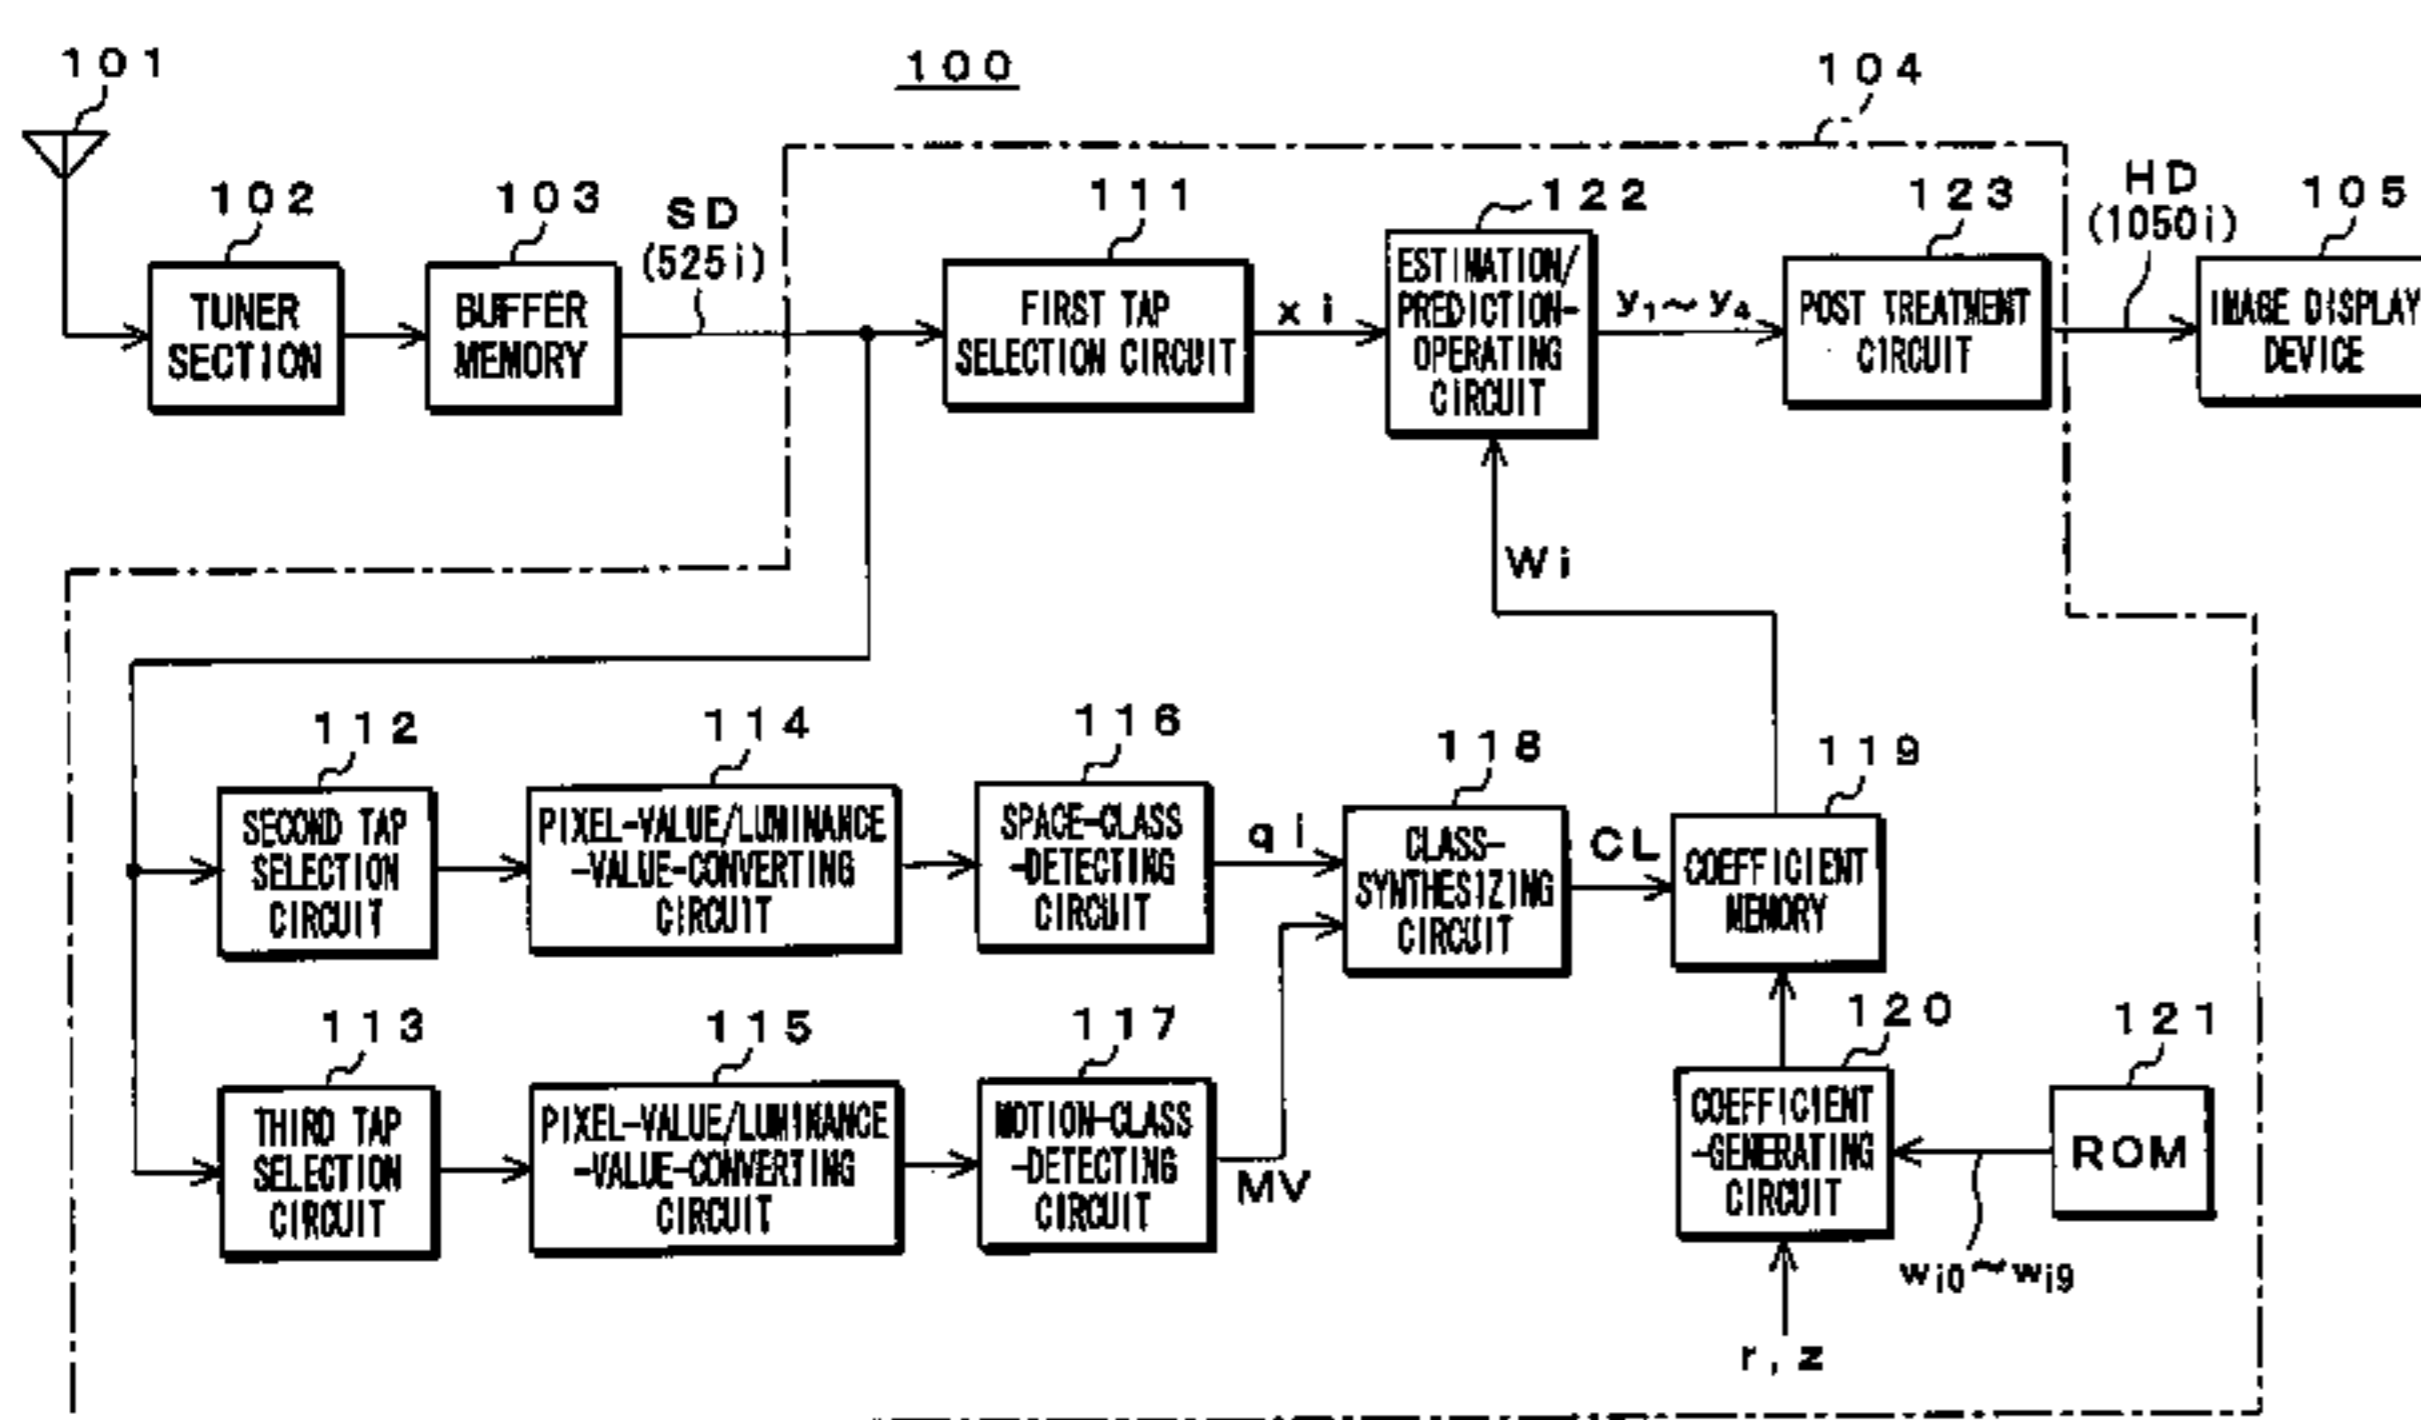 100
101
104
102
103
SD
(525i)
111
122
123
HD
(1050i)
105
TUNER
SECTION
BUFFER
MEMORY
FIRST TAP
SELECTION CIRCUIT
xi
ESTIMATION/
PREDICTION-
OPERATING
CIRCUIT
y₁~y₄
POST TREATMENT
CIRCUIT
IMAGE DISPLAY
DEVICE
Wi
112
114
116
118
119
SECOND TAP
SELECTION
CIRCUIT
PIXEL-VALUE/LUMINANCE
-VALUE-CONVERTING
CIRCUIT
SPACE-CLASS
-DETECTING
CIRCUIT
qi
CLASS-
SYNTHESIZING
CIRCUIT
CL
COEFFICIENT
MEMORY
113
115
117
120
121
THIRD TAP
SELECTION
CIRCUIT
PIXEL-VALUE/LUMINANCE
-VALUE-CONVERTING
CIRCUIT
MOTION-CLASS
-DETECTING
CIRCUIT
MV
COEFFICIENT
-GENERATING
CIRCUIT
ROM
wi0~wi9
r, z